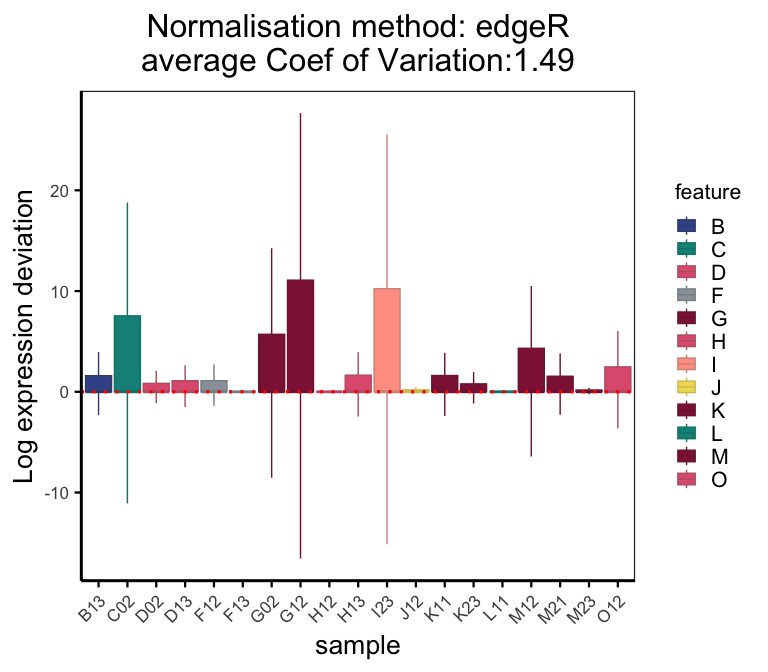 Normalisation method: edgeR
average Coef of Variation:1.49
Log expression deviation
20
10
0
-10
B13 C02 D02 D13 F12 F13 G02 G12 H12 H13 I23 J12 K11 K23 L11 M12 M21 M23 O12
sample
feature
B
C
D
F
G
H
I
J
K
L
M
O